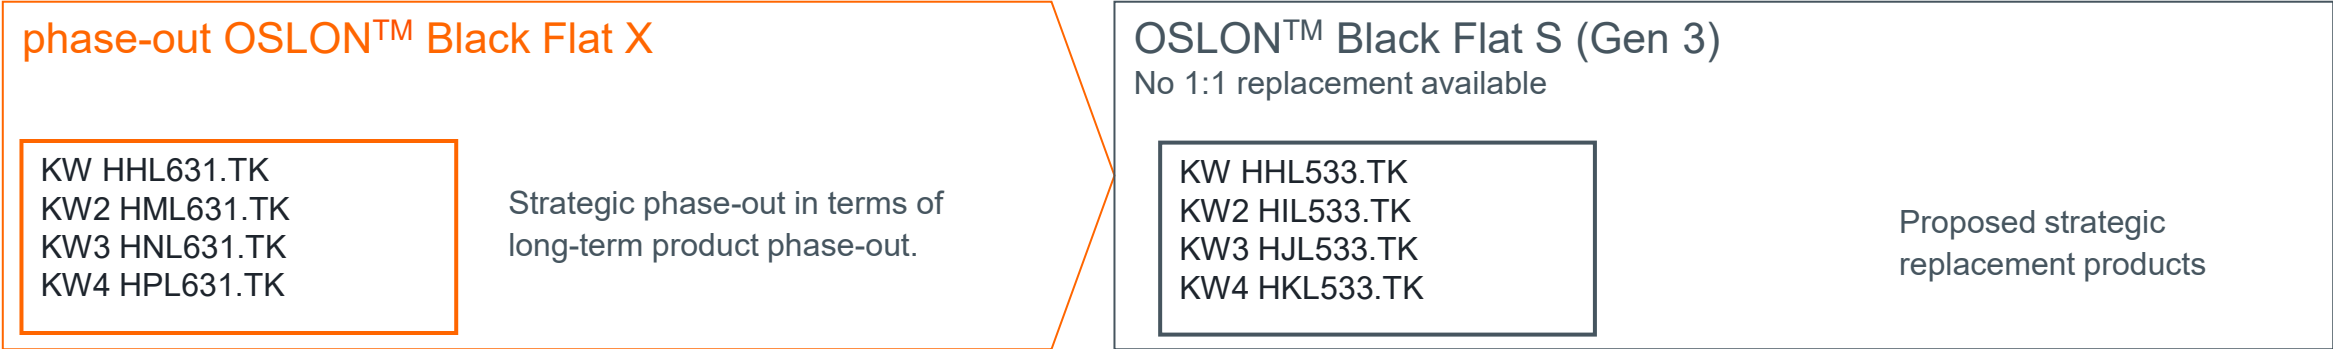 phase-out OSLON™ Black Flat X
KW HHL631.TK
KW2 HML631.TK
KW3 HNL631.TK
KW4 HPL631.TK
Strategic phase-out in terms of
long-term product phase-out.
OSLON™ Black Flat S (Gen 3)
No 1:1 replacement available
KW HHL533.TK
KW2 HIL533.TK
KW3 HJL533.TK
KW4 HKL533.TK
Proposed strategic
replacement products